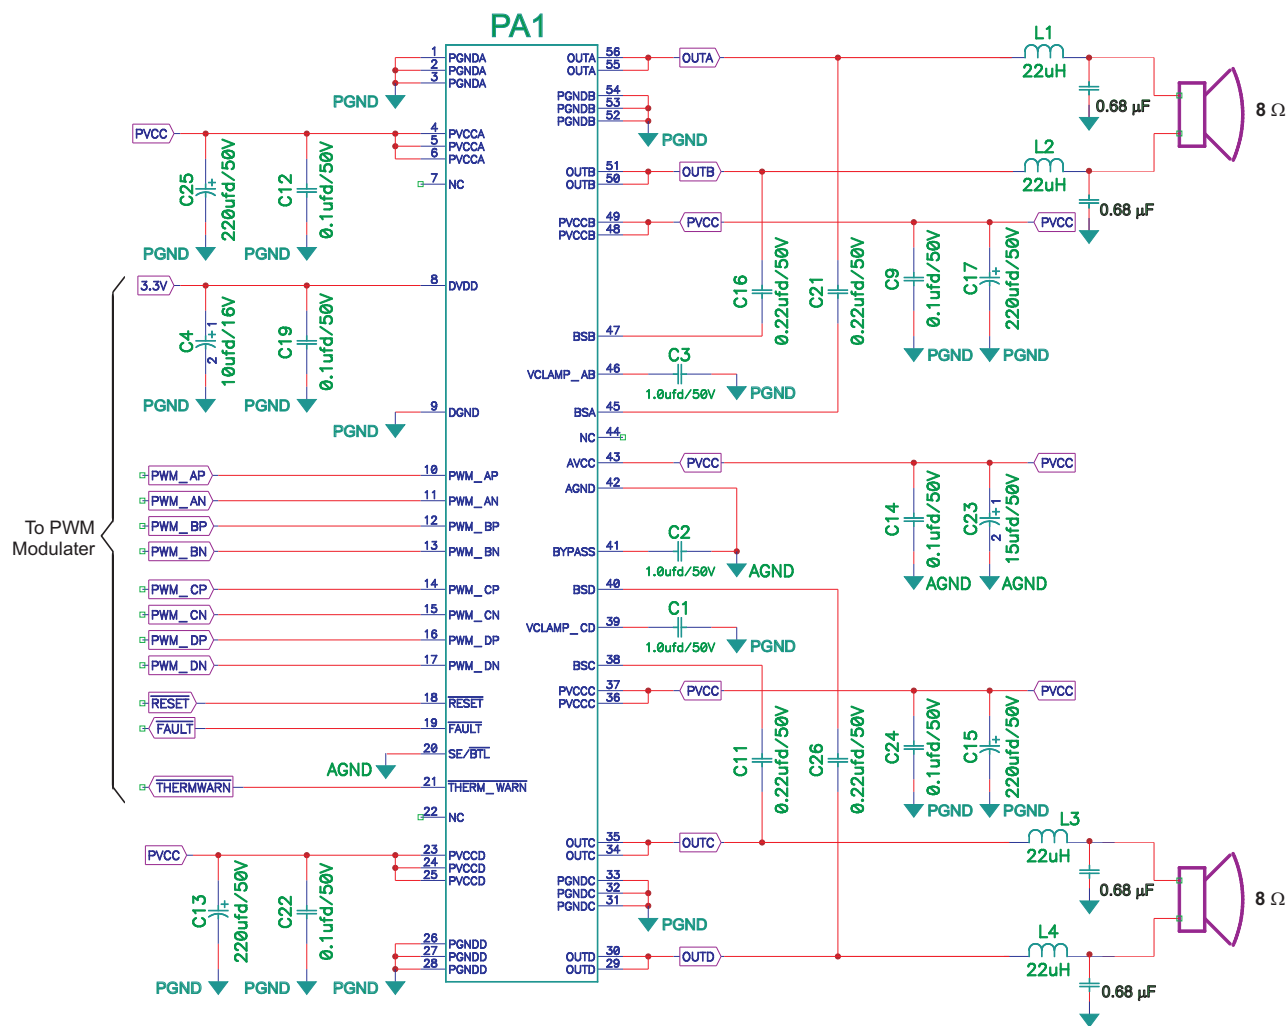 PA1
1 PGNDA
2 PGNDA
3 PGNDA
PGND
PVCC
4 PVCCA
5 PVCCA
6 PVCCA
7 NC
C25 + 220ufd/50V
C12 0.1ufd/50V
PGND PGND
3.3V
8 DVDD
C4 + 1 2 10ufd/16V
C19 0.1ufd/50V
PGND PGND
9 DGND
PGND
To PWM
Modulater
PWM_AP 10 PWM_AP
PWM_AN 11 PWM_AN
PWM_BP 12 PWM_BP
PWM_BN 13 PWM_BN
PWM_CP 14 PWM_CP
PWM_CN 15 PWM_CN
PWM_DP 16 PWM_DP
PWM_DN 17 PWM_DN
RESET 18 RESET
FAULT 19 FAULT
AGND 20 SE/BTL
THERMWARN 21 THERM_WARN
22 NC
PVCC
23 PVCCD
24 PVCCD
25 PVCCD
C13 + 220ufd/50V
C22 0.1ufd/50V
26 PGNDD
27 PGNDD
28 PGNDD
PGND PGND PGND
OUTA 56 OUTA
OUTA 55
PGNDB 54
PGNDB 53
PGNDB 52
PGND
OUTB 51 OUTB
OUTB 50
PVCCB 49 PVCC PVCC
PVCCB 48
L1
22uH
0.68 µF
8 Ω
L2
22uH
0.68 µF
C16 0.22ufd/50V
C21 0.22ufd/50V
C9 0.1ufd/50V
C17 + 220ufd/50V
PGND PGND
BSB 47
VCLAMP_AB 46
C3
1.0ufd/50V
PGND
BSA 45
NC 44
AVCC 43 PVCC PVCC
AGND 42
C14 0.1ufd/50V
C23 + 1 2 15ufd/50V
AGND AGND
BYPASS 41
C2
1.0ufd/50V
AGND
BSD 40
VCLAMP_CD 39
C1
1.0ufd/50V
PGND
BSC 38
PVCCC 37 PVCC PVCC
PVCCC 36
C11 0.22ufd/50V
C26 0.22ufd/50V
C24 0.1ufd/50V
C15 + 220ufd/50V
PGND PGND
OUTC 35 OUTC
OUTC 34
PGNDC 33
PGNDC 32
PGNDC 31
PGND
OUTD 30 OUTD
OUTD 29
L3
22uH
0.68 µF
8 Ω
L4
22uH
0.68 µF